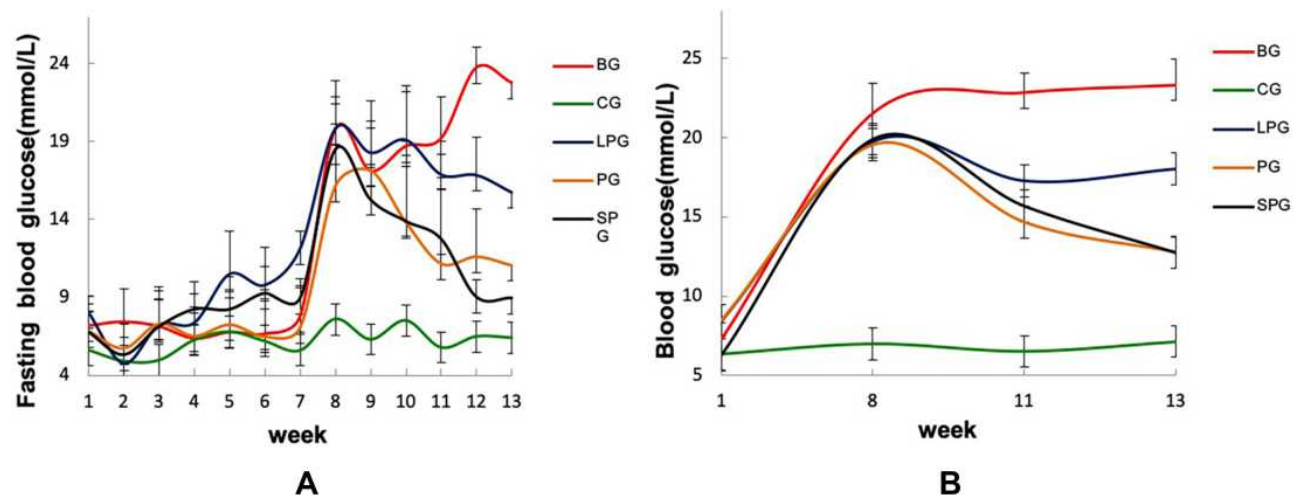 Fasting blood glucose(mmol/L)
24
19
14
9
4
1 2 3 4 5 6 7 8 9 10 11 12 13
week
BG
CG
LPG
PG
SP
G
A
Blood glucose(mmol/L)
25
20
15
10
5
1 8 11 13
week
BG
CG
LPG
PG
SPG
B